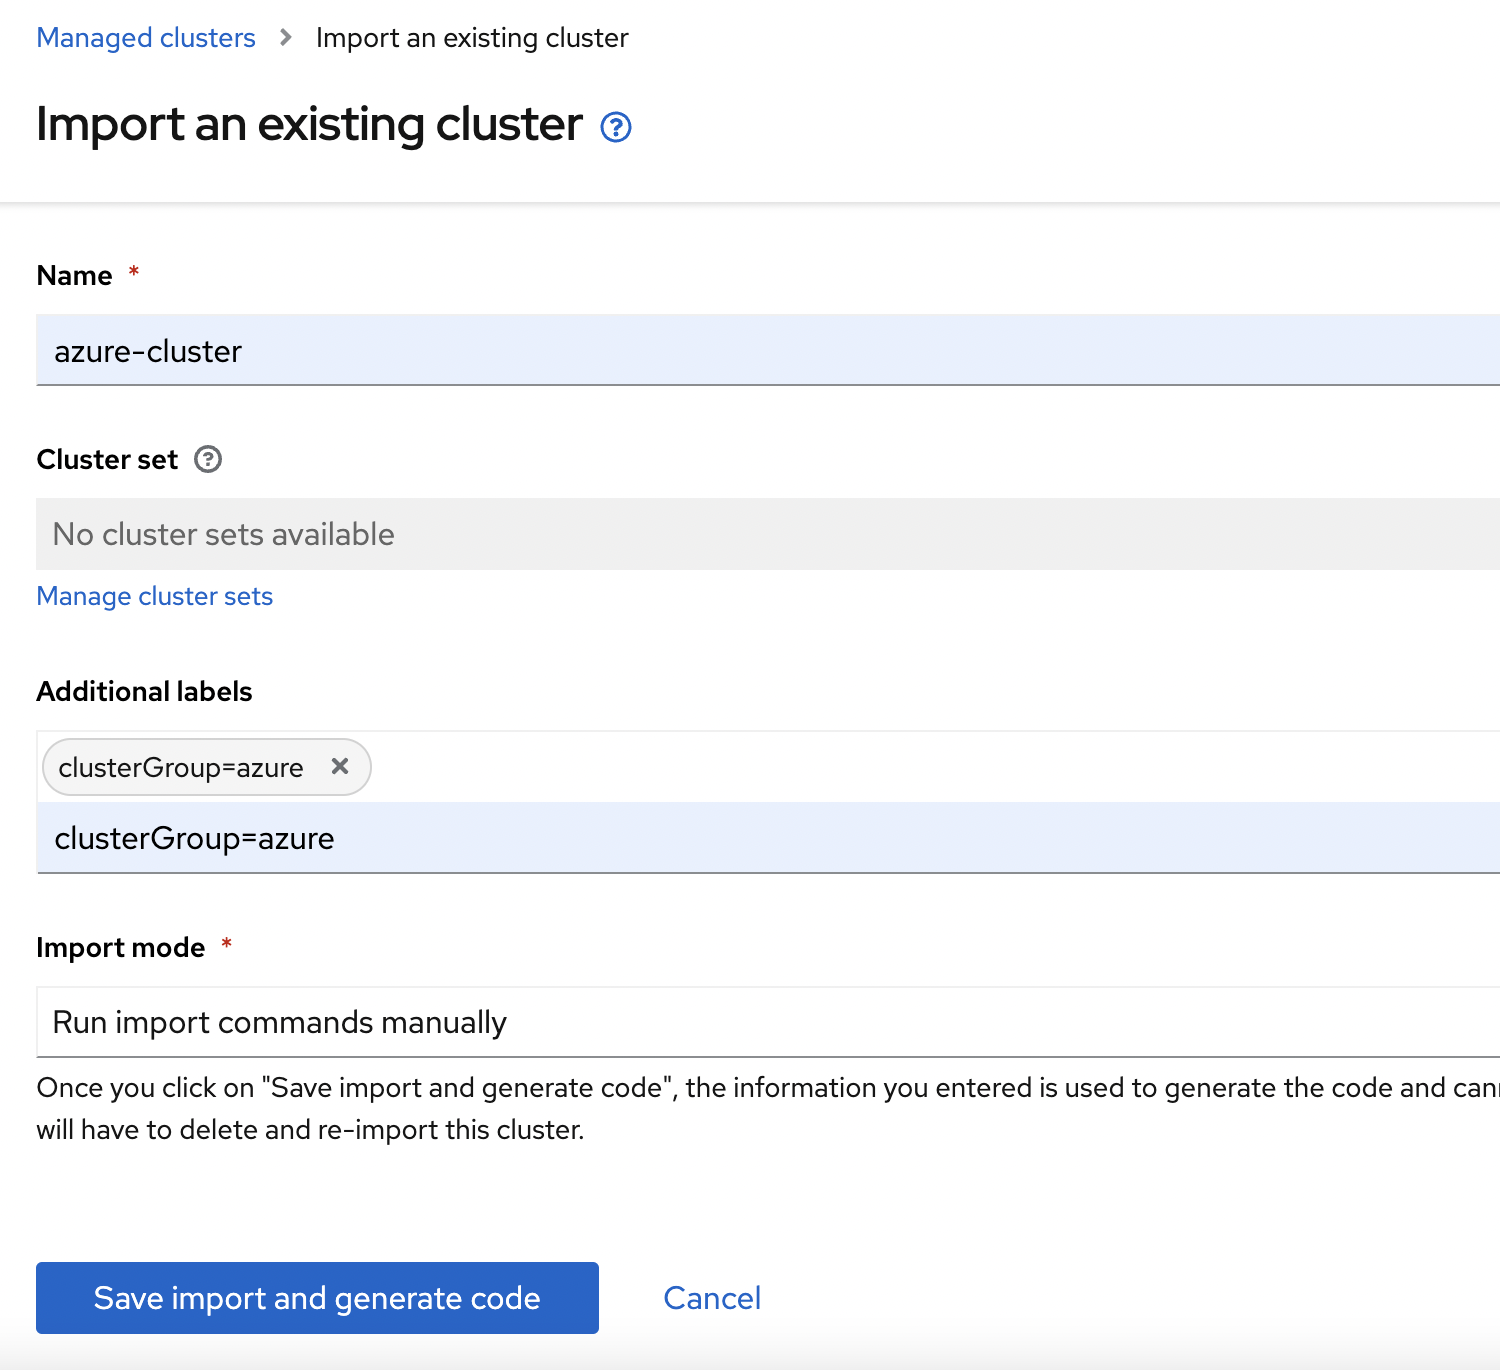 Managed clusters > Import an existing cluster
Import an existing cluster ?
Name *
azure-cluster
Cluster set ?
No cluster sets available
Manage cluster sets
Additional labels
clusterGroup=azure ×
clusterGroup=azure
Import mode *
Run import commands manually
Once you click on "Save import and generate code", the information you entered is used to generate the code and
will have to delete and re-import this cluster.
Save import and generate code Cancel